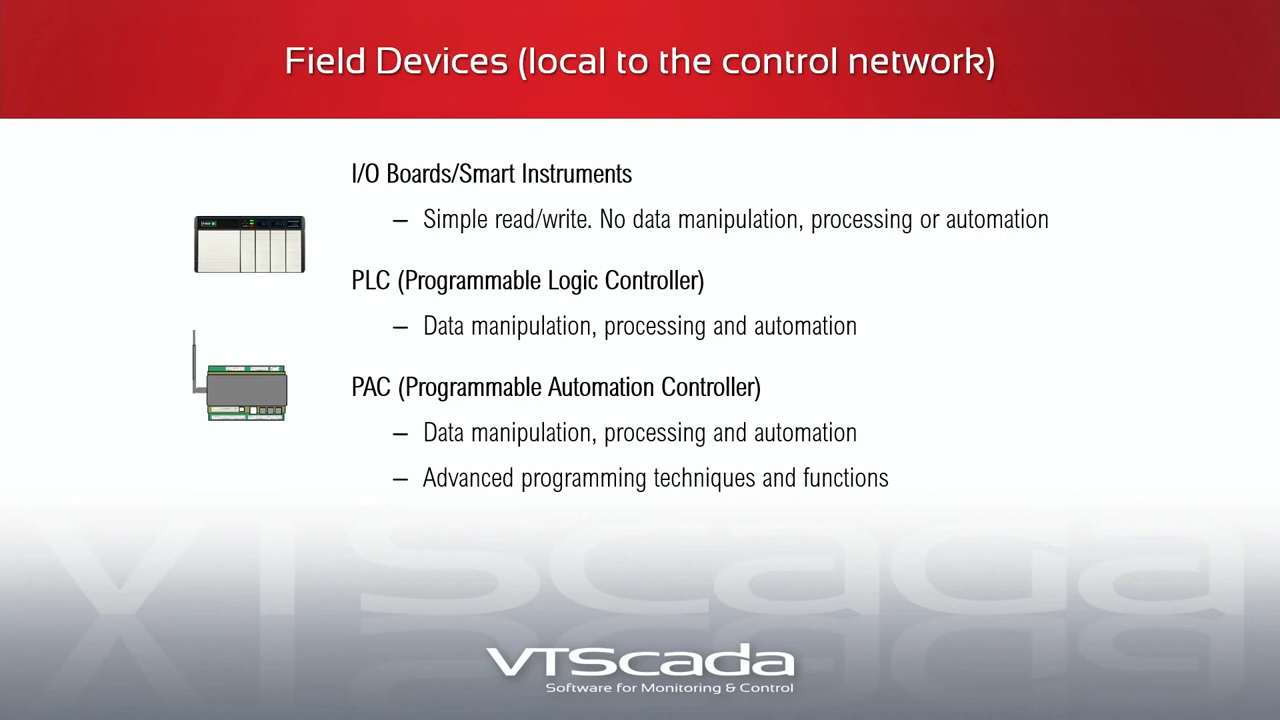 Field Devices (local to the control network)
I/O Boards/Smart Instruments
– Simple read/write. No data manipulation, processing or automation
PLC (Programmable Logic Controller)
– Data manipulation, processing and automation
PAC (Programmable Automation Controller)
– Data manipulation, processing and automation
– Advanced programming techniques and functions
VTScada
VTScada
Software for Monitoring & Control